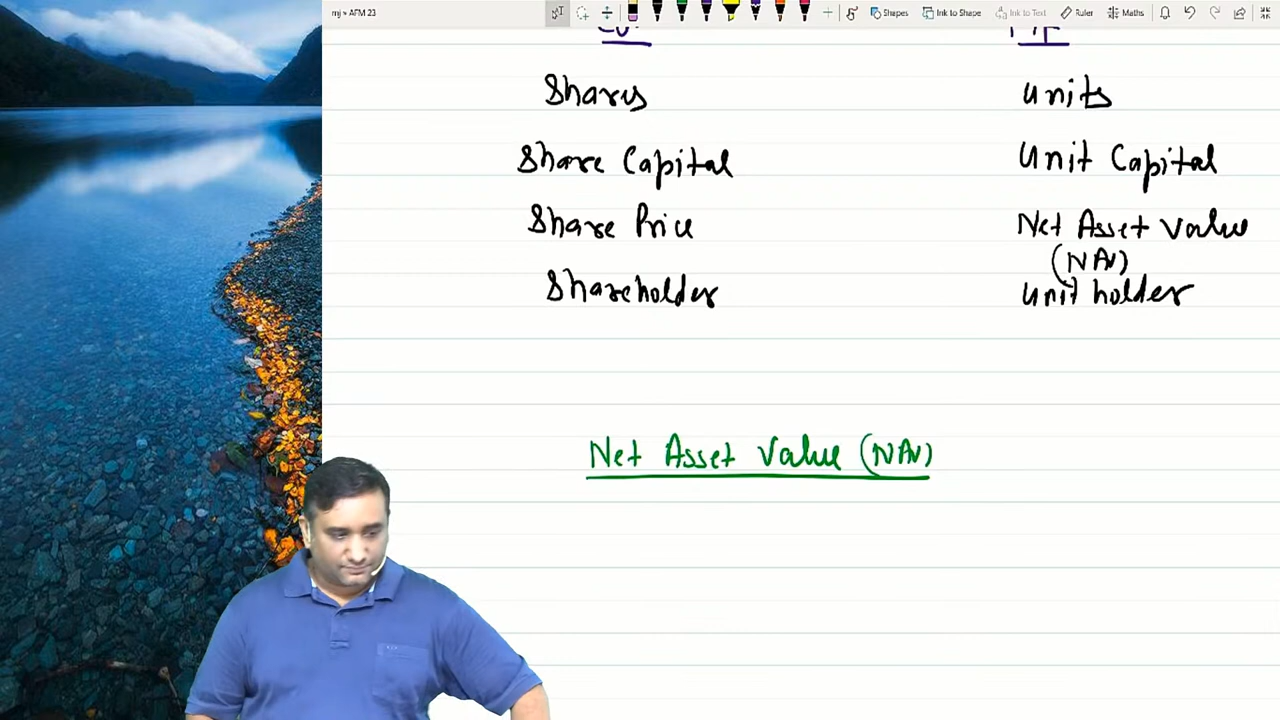 mj » AFM 23
Shapes Ink to Shape Ink to Text Ruler Maths
Shares Units
Share Capital Unit Capital
Share Price Net Asset Value
(NAV)
Shareholder Unit holder
Net Asset Value (NAV)